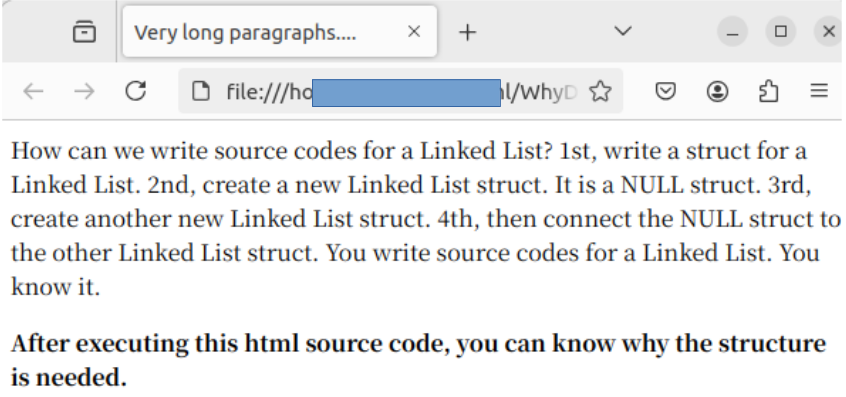 Very long paragraphs....
file:///ho l/WhyD
How can we write source codes for a Linked List? 1st, write a struct for a
Linked List. 2nd, create a new Linked List struct. It is a NULL struct. 3rd,
create another new Linked List struct. 4th, then connect the NULL struct to
the other Linked List struct. You write source codes for a Linked List. You
know it.
After executing this html source code, you can know why the structure
is needed.